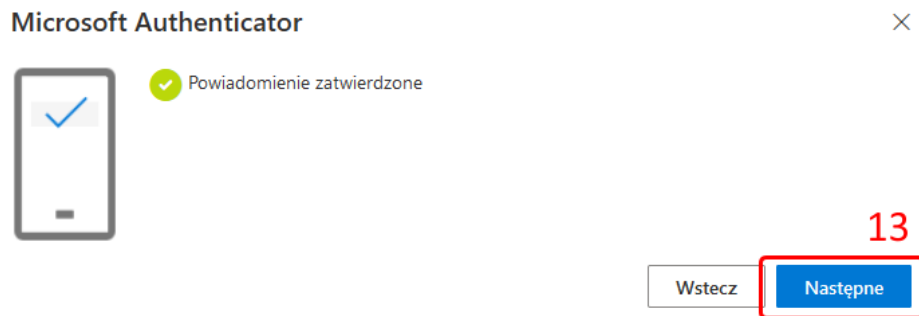 Microsoft Authenticator
Powiadomienie zatwierdzone
13
Wstecz
Następne